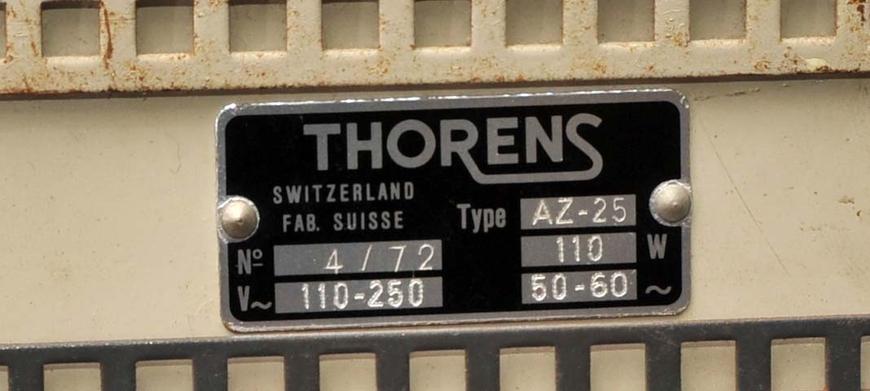 THORENS
SWITZERLAND
FAB. SUISSE
Type AZ-25
Nº 4 / 72
110 W
V~ 110-250
50-60 ~